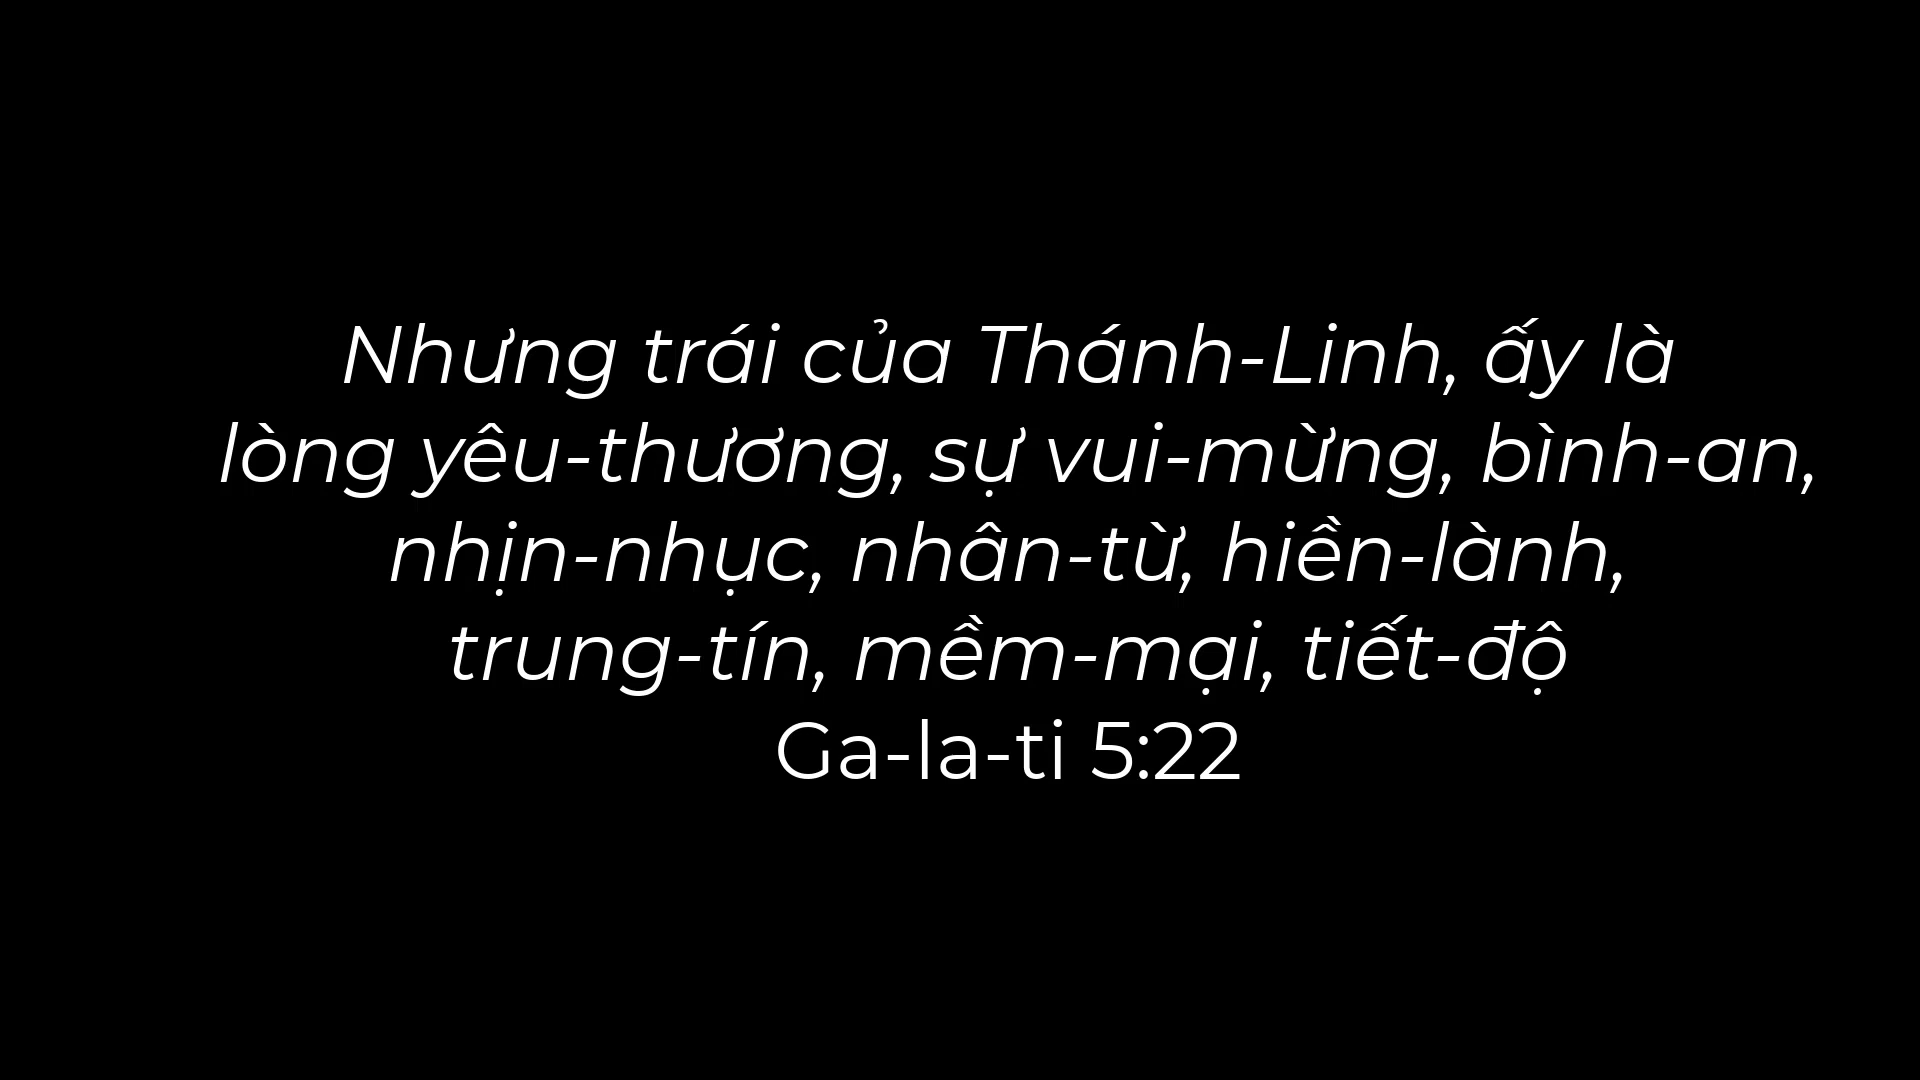 Nhưng trái của Thánh-Linh, ấy là
lòng yêu-thương, sự vui-mừng, bình-an,
nhịn-nhục, nhân-từ, hiền-lành,
trung-tín, mềm-mại, tiết-độ
Ga-la-ti 5:22